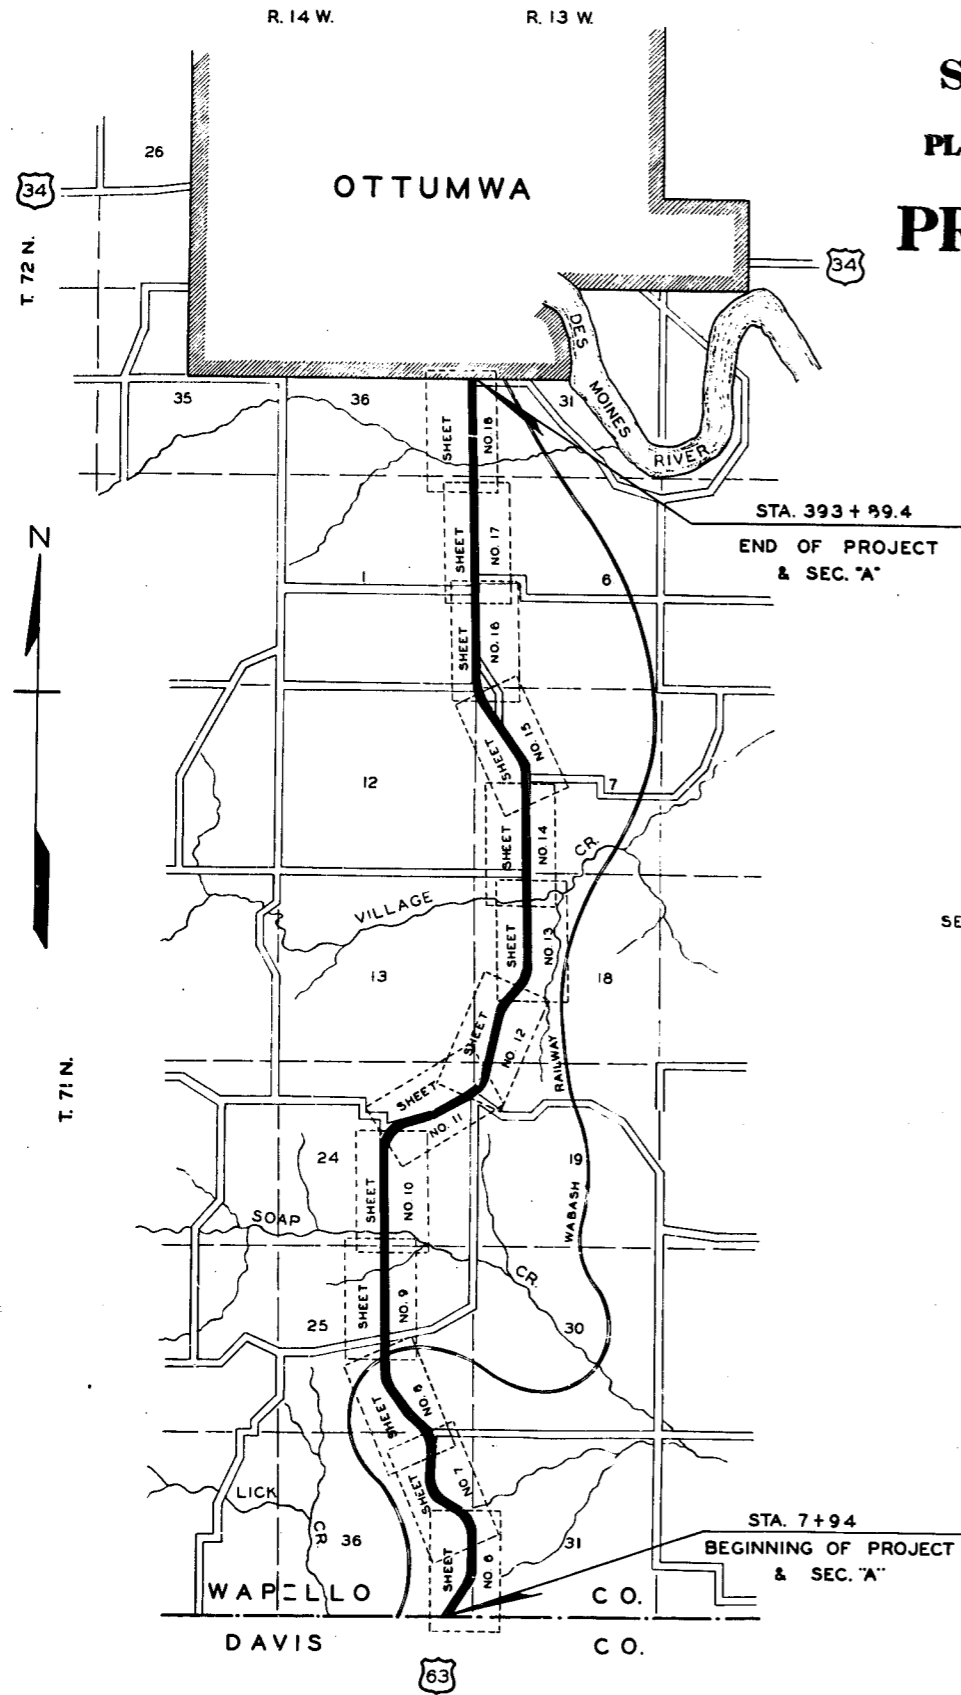 R. 14 W. R. 13 W.
S
PL
PR
26
OTTUMWA
34
T. 72 N.
34
DES
MOINES
RIVER
35
36
31
SHEET NO. 18
STA. 393 + 89.4
END OF PROJECT
& SEC. "A"
N
SHEET NO. 17
1
6
SHEET NO. 16
SHEET NO. 15
12
7
SHEET NO. 14
CR.
VILLAGE
SE
SHEET NO. 13
13
18
SHEET NO. 12
T. 71 N.
WABASH RAILWAY
SHEET NO. 11
24
19
SHEET NO. 10
SOAP
CR.
SHEET NO. 9
25
30
SHEET NO. 8
SHEET NO. 7
LICK
CR.
36
31
STA. 7+94
BEGINNING OF PROJECT
& SEC. "A"
SHEET NO. 6
WAPELLO CO.
DAVIS CO.
63